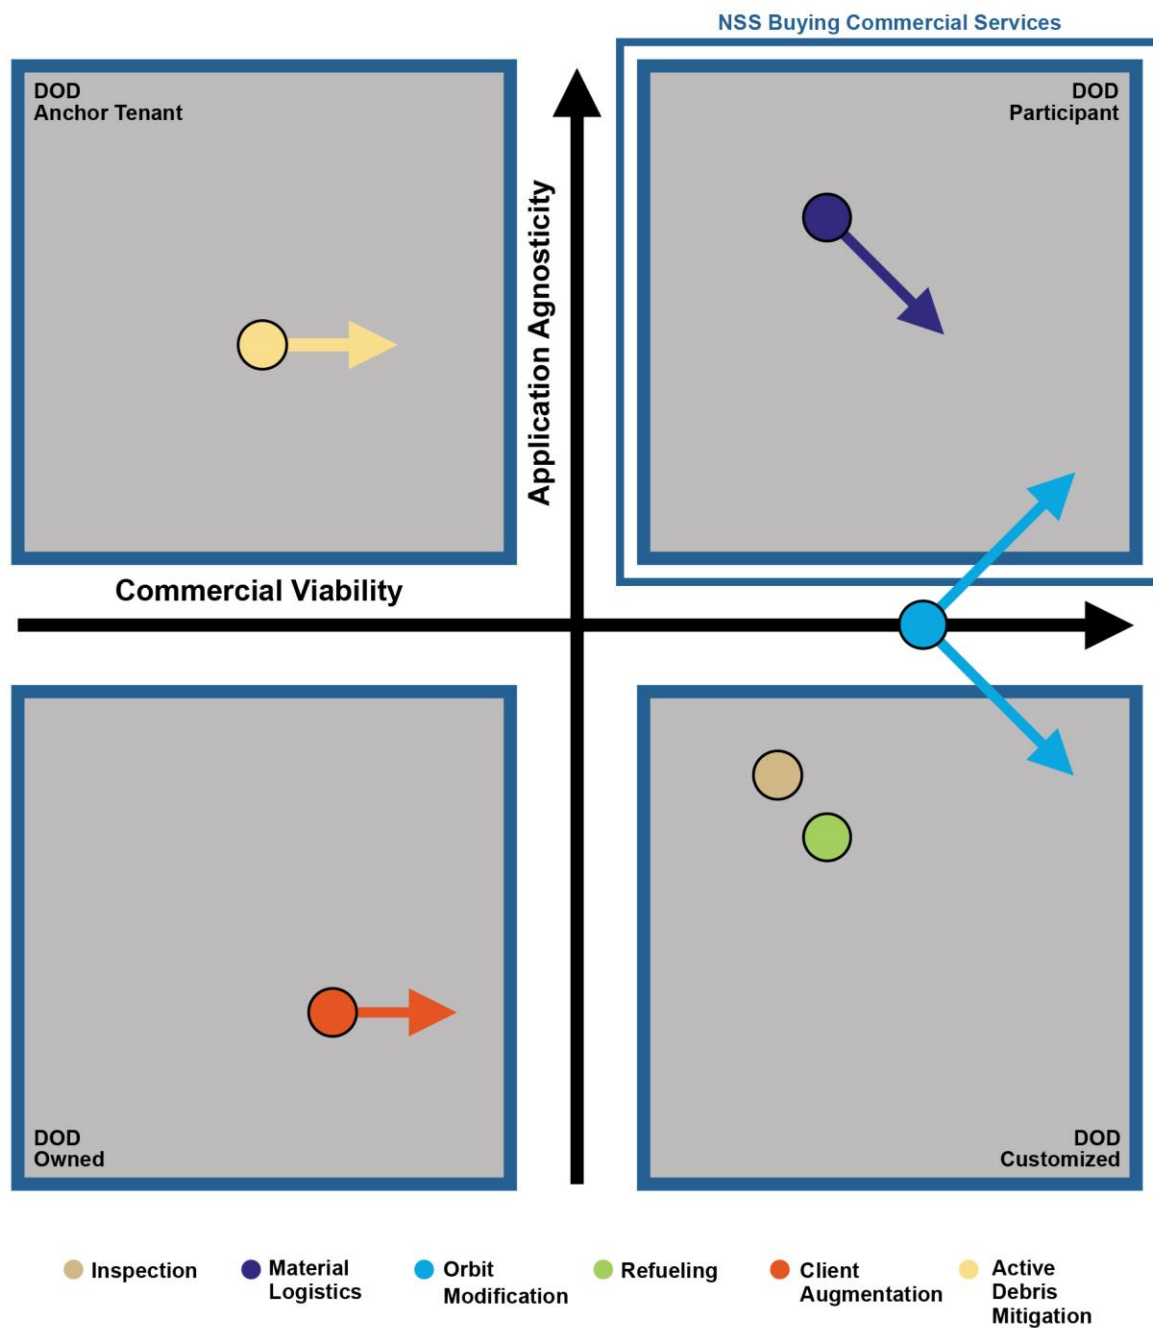 NSS Buying Commercial Services
DOD
Anchor Tenant
DOD
Participant
Application Agnosticity
Commercial Viability
DOD
Owned
DOD
Customized
Inspection
Material
Logistics
Orbit
Modification
Refueling
Client
Augmentation
Active
Debris
Mitigation